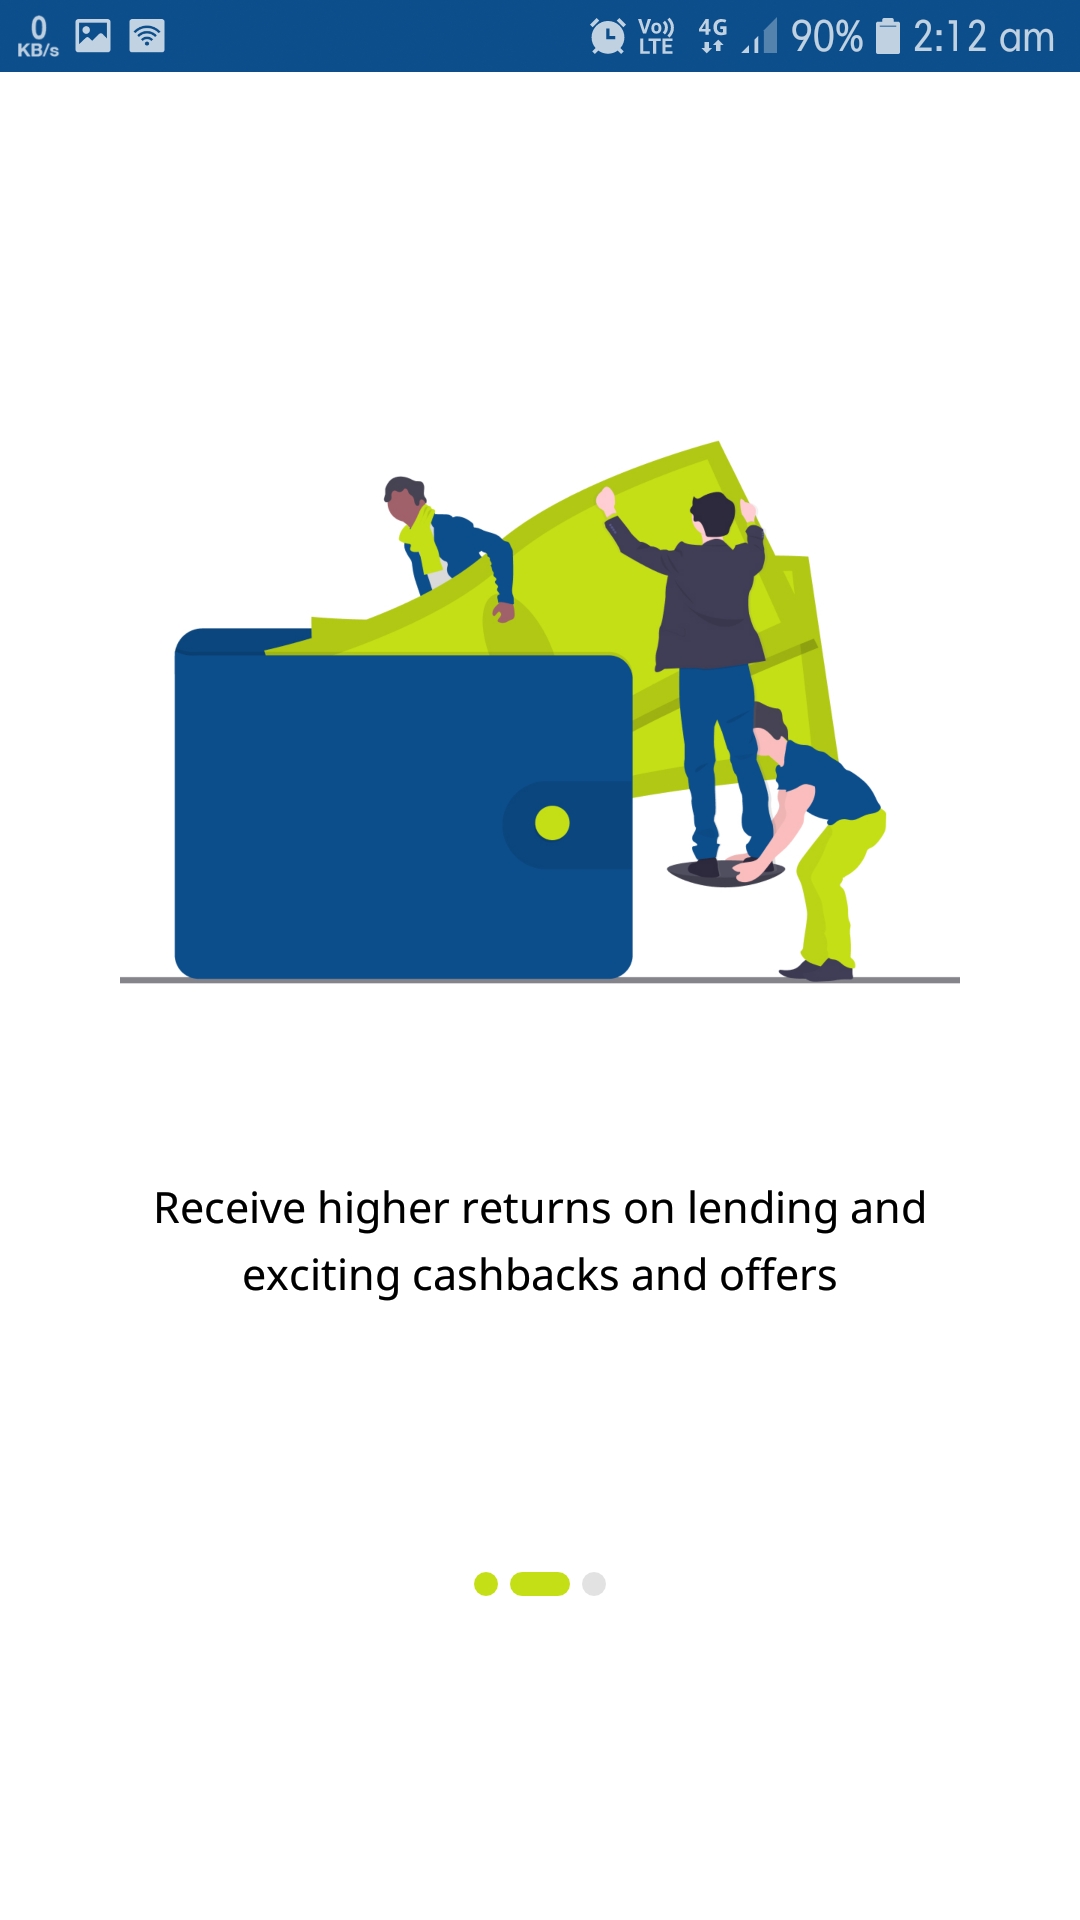 0
KB/s
Vo))
LTE
4G
90%
2:12 am
Receive higher returns on lending and
exciting cashbacks and offers